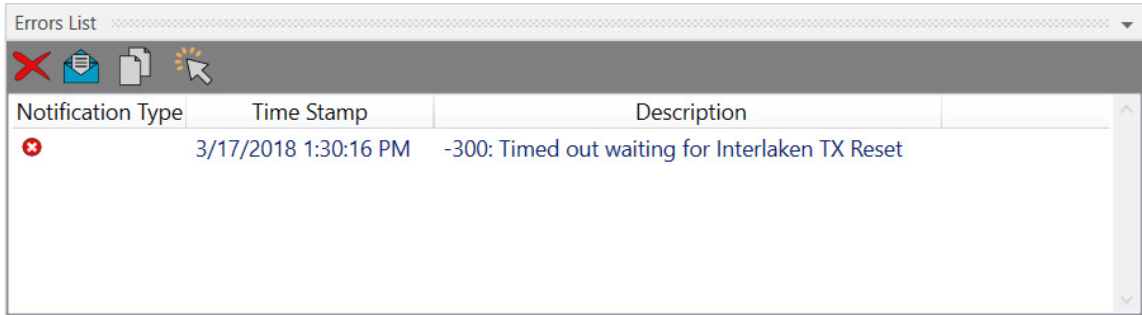 Errors List
Notification Type Time Stamp Description
3/17/2018 1:30:16 PM -300: Timed out waiting for Interlaken TX Reset